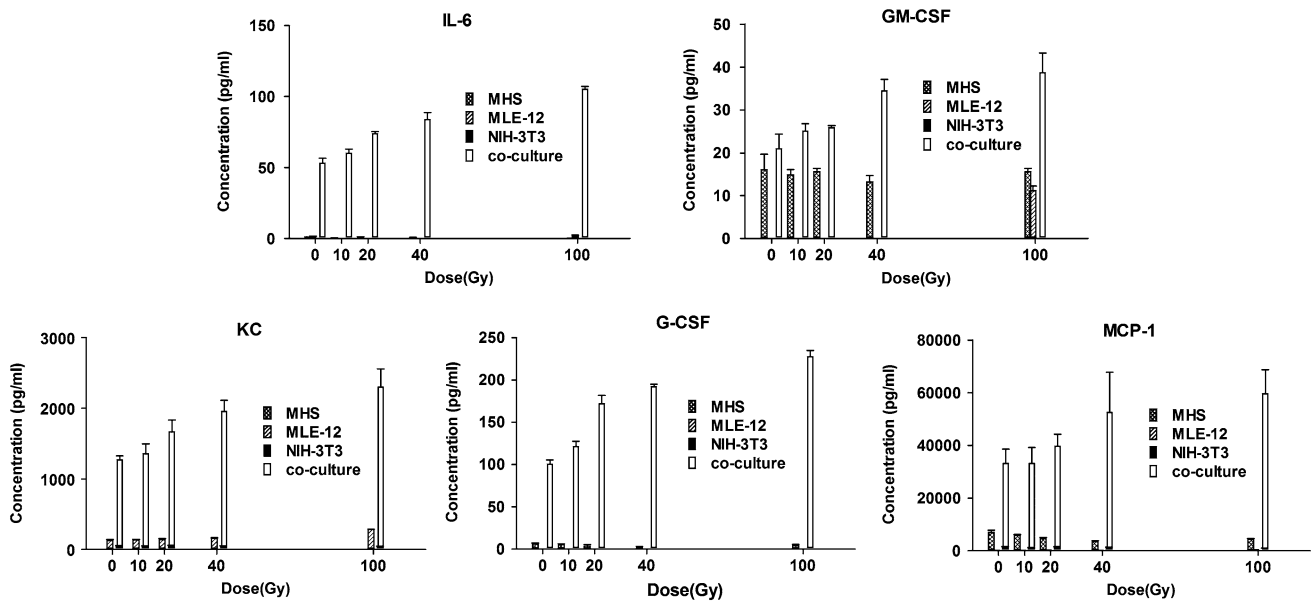 IL-6
Concentration (pg/ml)
150
100
50
0
MHS
MLE-12
NIH-3T3
co-culture
0 10 20 40 100
Dose(Gy)
GM-CSF
Concentration (pg/ml)
50
40
30
20
10
0
MHS
MLE-12
NIH-3T3
co-culture
0 10 20 40 100
Dose(Gy)
KC
Concentration (pg/ml)
3000
2000
1000
0
MHS
MLE-12
NIH-3T3
co-culture
0 10 20 40 100
Dose(Gy)
G-CSF
Concentration (pg/ml)
250
200
150
100
50
0
MHS
MLE-12
NIH-3T3
co-culture
0 10 20 40 100
Dose(Gy)
MCP-1
Concentration (pg/ml)
80000
60000
40000
20000
0
MHS
MLE-12
NIH-3T3
co-culture
0 10 20 40 100
Dose(Gy)